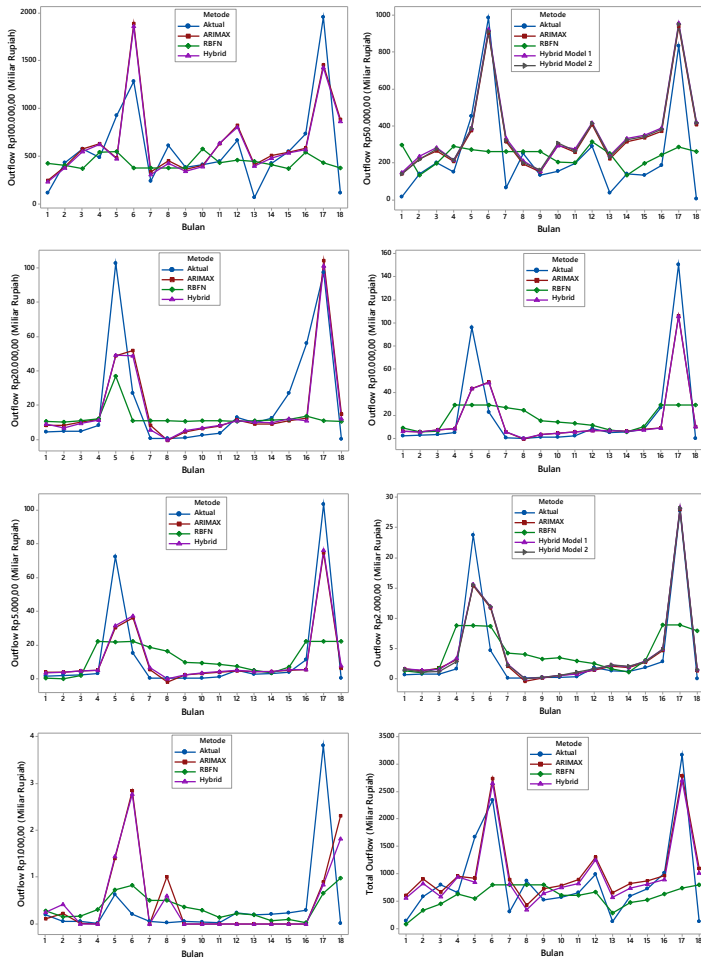 Outflow Rp100.000,00 (Miliar Rupiah)
2000
1500
1000
500
0
Metode
Aktual
ARIMAX
RBFN
Hybrid
1 2 3 4 5 6 7 8 9 10 11 12 13 14 15 16 17 18
Bulan
Outflow Rp50.000,00 (Miliar Rupiah)
1000
800
600
400
200
0
Metode
Aktual
ARIMAX
RBFN
Hybrid Model 1
Hybrid Model 2
1 2 3 4 5 6 7 8 9 10 11 12 13 14 15 16 17 18
Bulan
Outflow Rp20.000,00 (Miliar Rupiah)
100
80
60
40
20
0
Metode
Aktual
ARIMAX
RBFN
Hybrid
1 2 3 4 5 6 7 8 9 10 11 12 13 14 15 16 17 18
Bulan
Outflow Rp10.000,00 (Miliar Rupiah)
160
140
120
100
80
60
40
20
0
Metode
Aktual
ARIMAX
RBFN
Hybrid
1 2 3 4 5 6 7 8 9 10 11 12 13 14 15 16 17 18
Bulan
Outflow Rp5.000,00 (Miliar Rupiah)
100
80
60
40
20
0
Metode
Aktual
ARIMAX
RBFN
Hybrid
1 2 3 4 5 6 7 8 9 10 11 12 13 14 15 16 17 18
Bulan
Outflow Rp2.000,00 (Miliar Rupiah)
30
25
20
15
10
5
0
Metode
Aktual
ARIMAX
RBFN
Hybrid Model 1
Hybrid Model 2
1 2 3 4 5 6 7 8 9 10 11 12 13 14 15 16 17 18
Bulan
Outflow Rp1000,00 (Miliar Rupiah)
4
3
2
1
0
Metode
Aktual
ARIMAX
RBFN
Hybrid
1 2 3 4 5 6 7 8 9 10 11 12 13 14 15 16 17 18
Bulan
Total Outflow (Miliar Rupiah)
3500
3000
2500
2000
1500
1000
500
0
Metode
Aktual
ARIMAX
RBFN
Hybrid
1 2 3 4 5 6 7 8 9 10 11 12 13 14 15 16 17 18
Bulan